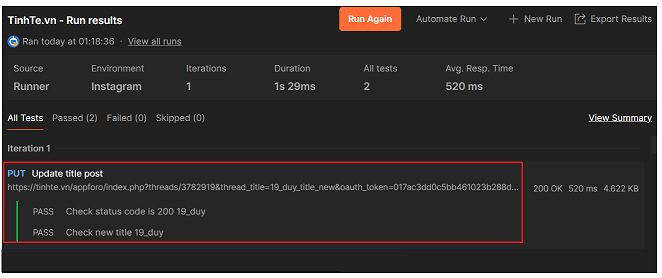 TinhTe.vn - Run results
Run Again
Automate Run
New Run
Export Results
Ran today at 01:18:36 · View all runs
Source Environment Iterations Duration All tests Avg. Resp. Time
Runner Instagram 1 1s 29ms 2 520 ms
All Tests Passed (2) Failed (0) Skipped (0) View Summary
Iteration 1
PUT Update title post
https://tinhte.vn/appforo/index.php?threads/3782919&thread_title=19_duy_title_new&oauth_token=017ac3dd0c5bb461023b288d... 200 OK 520 ms 4.622 KB
PASS Check status code is 200 19_duy
PASS Check new title 19_duy